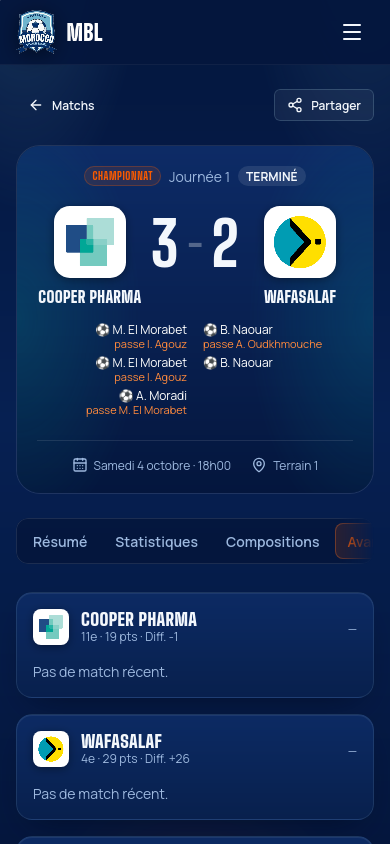 MOROCCO
MBL
Matchs
Partager
CHAMPIONNAT Journée 1 TERMINÉ
3 - 2
COOPER PHARMA WAFASALAF
⚽ M. El Morabet ⚽ B. Naouar
passe I. Agouz passe A. Oudkhmouche
⚽ M. El Morabet ⚽ B. Naouar
passe I. Agouz
⚽ A. Moradi
passe M. El Morabet
Samedi 4 octobre · 18h00 Terrain 1
Résumé Statistiques Compositions Ava
COOPER PHARMA
11e · 19 pts · Diff. -1
—
Pas de match récent.
WAFASALAF
4e · 29 pts · Diff. +26
—
Pas de match récent.